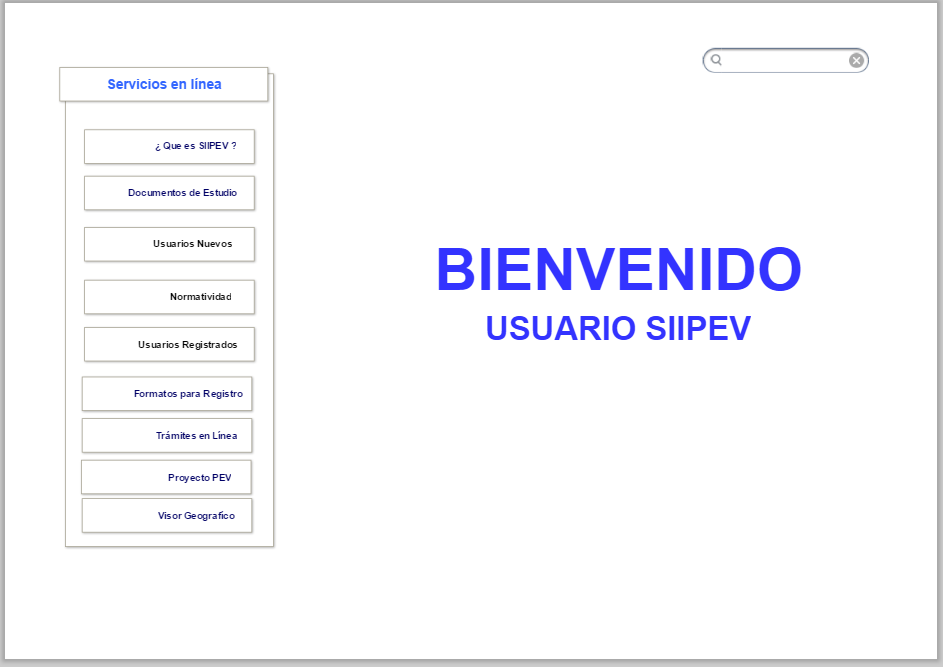 Servicios en línea
¿ Que es SIIPEV ?
Documentos de Estudio
Usuarios Nuevos
Normatividad
Usuarios Registrados
Formatos para Registro
Trámites en Línea
Proyecto PEV
Visor Geografico
BIENVENIDO
USUARIO SIIPEV